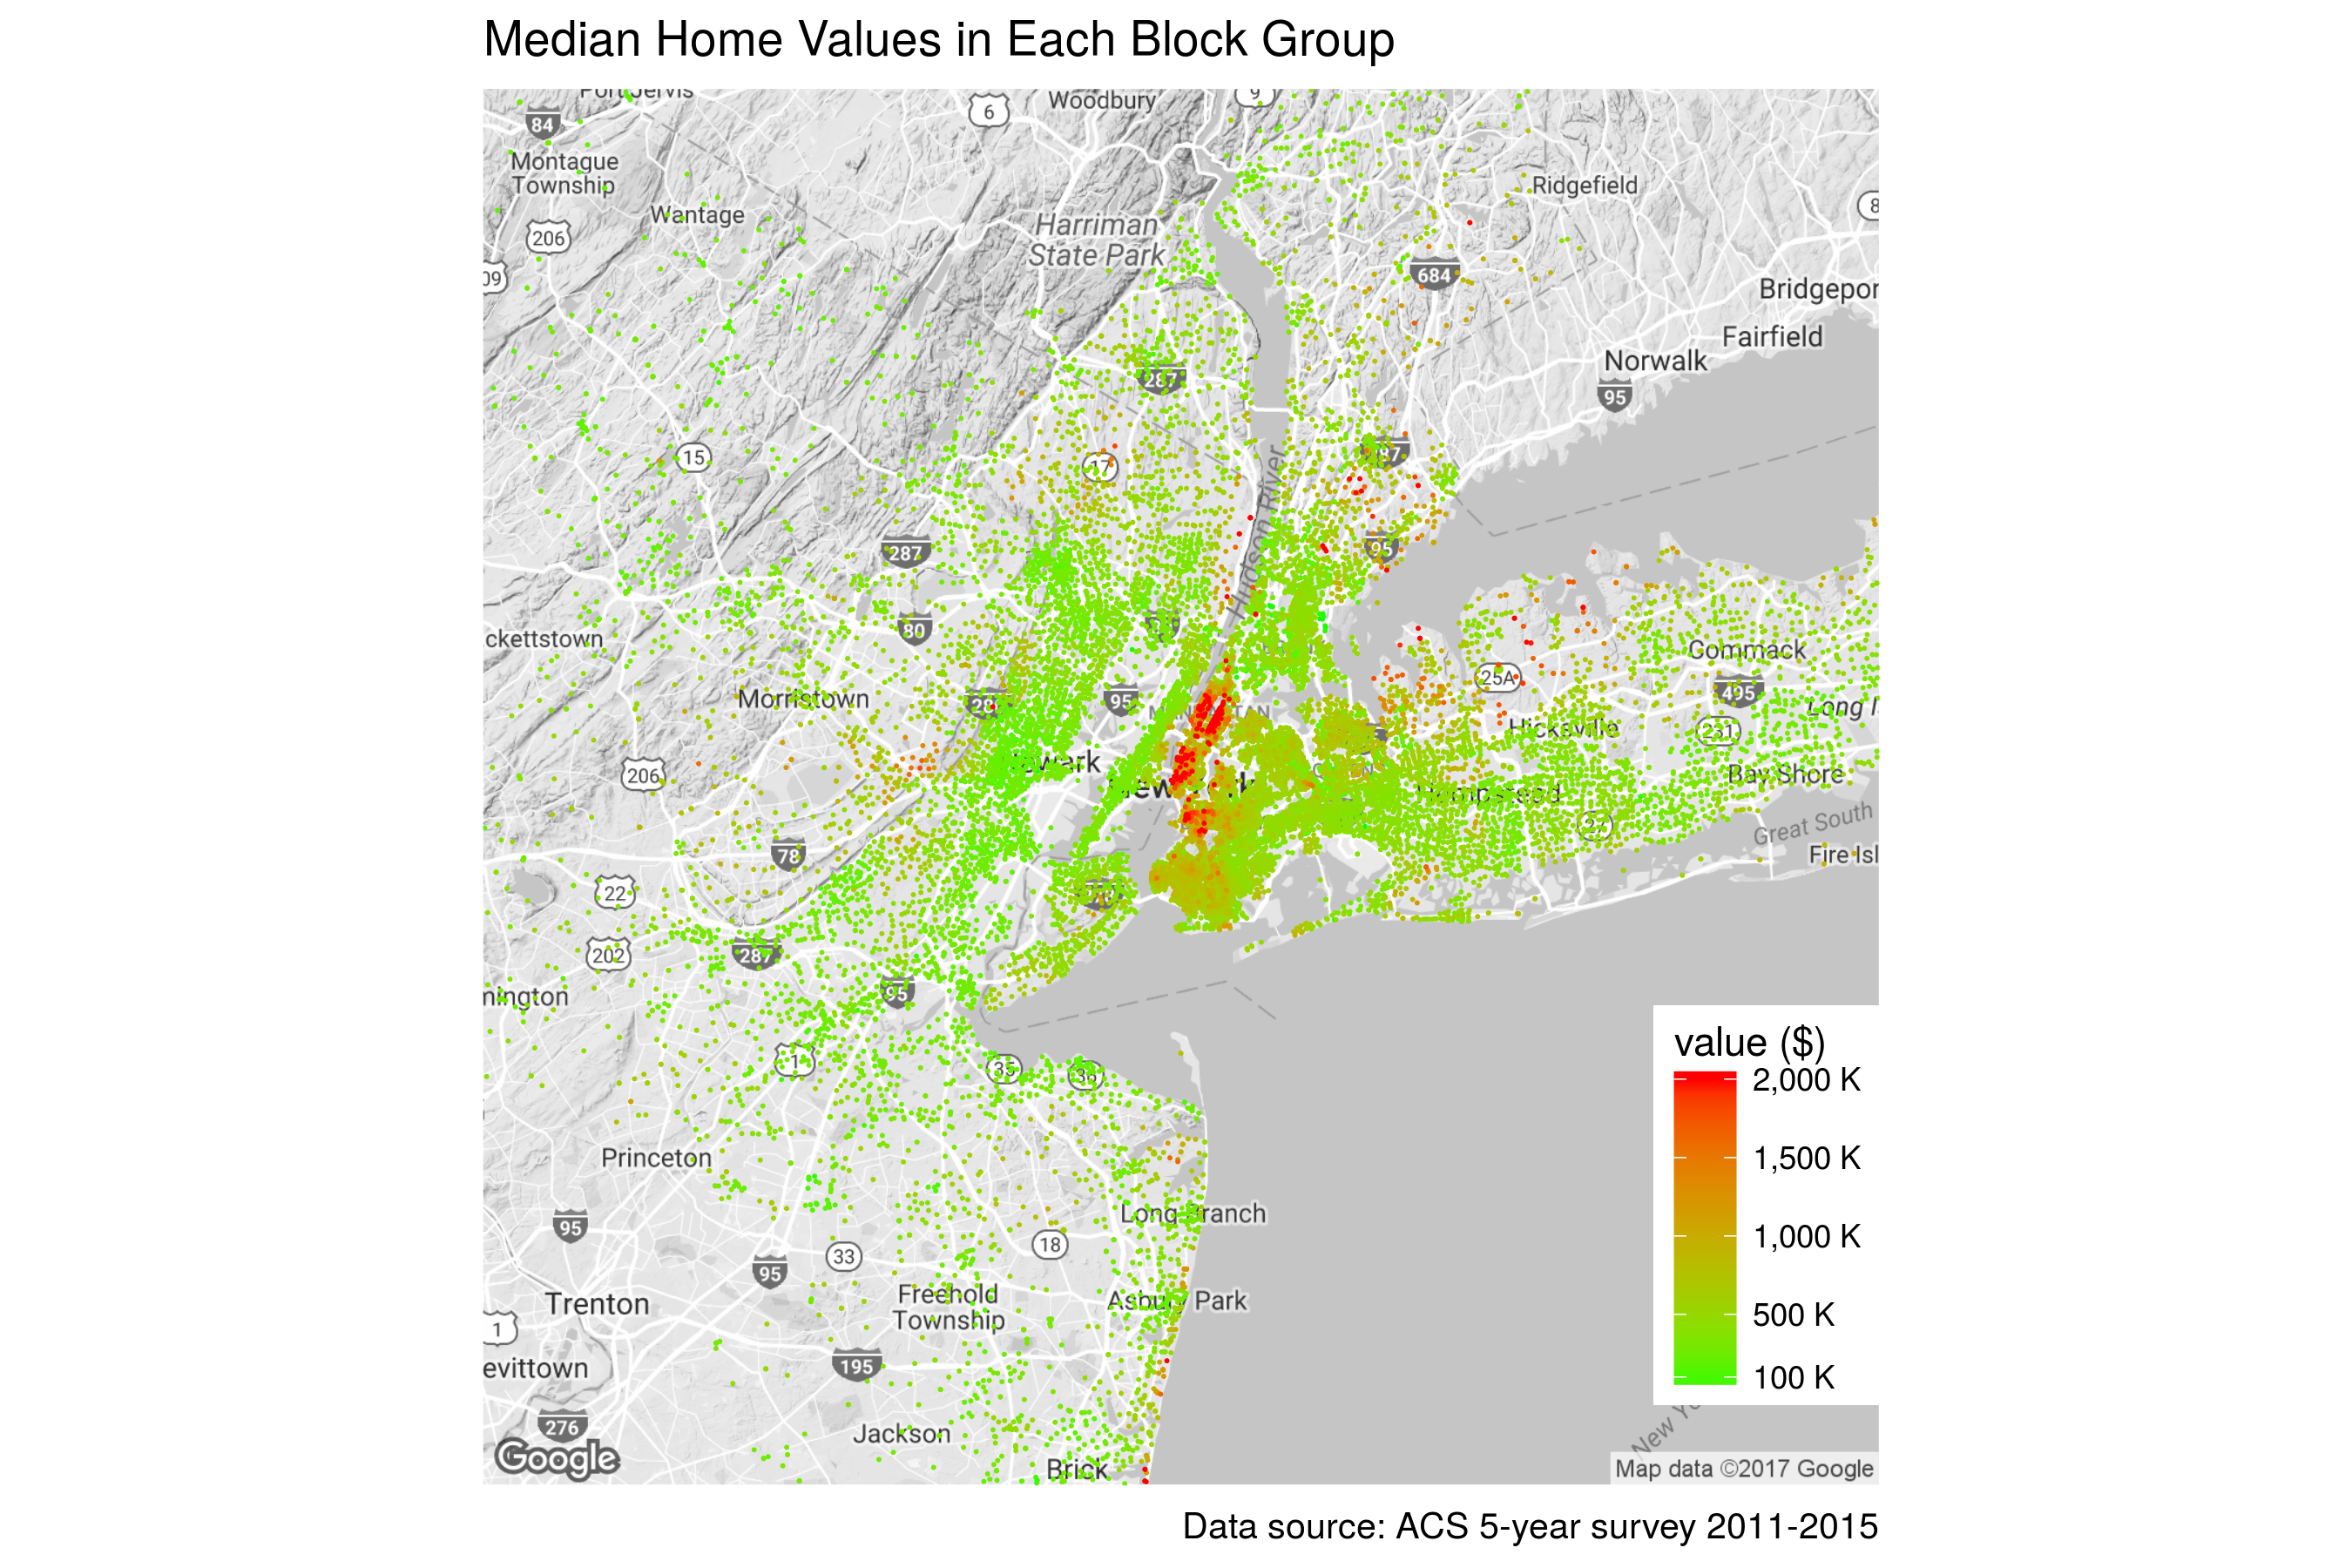 Median Home Values in Each Block Group
Port Jervis
Woodbury
9
6
84
Montague
Township
Ridgefield
Wantage
8
206
Harriman
State Park
09
684
Bridgepor
Fairfield
Norwalk
287
95
15
17
87
Hudson River
287
95
80
ckettstown
Commack
25A
495
Morristown
95
MANHATTAN
Long I
Hicksville
231
206
Bay Shore
Hempstead
27
Great South
78
Fire Isl
22
202
287
95
nington
1
35
36
value ($)
2,000 K
1,500 K
1,000 K
500 K
100 K
Princeton
Long Branch
95
33
18
95
Trenton
Freehold
Township
Asbury Park
1
195
evittown
276
Jackson
New Yo
Google
Brick
Map data ©2017 Google
Data source: ACS 5-year survey 2011-2015